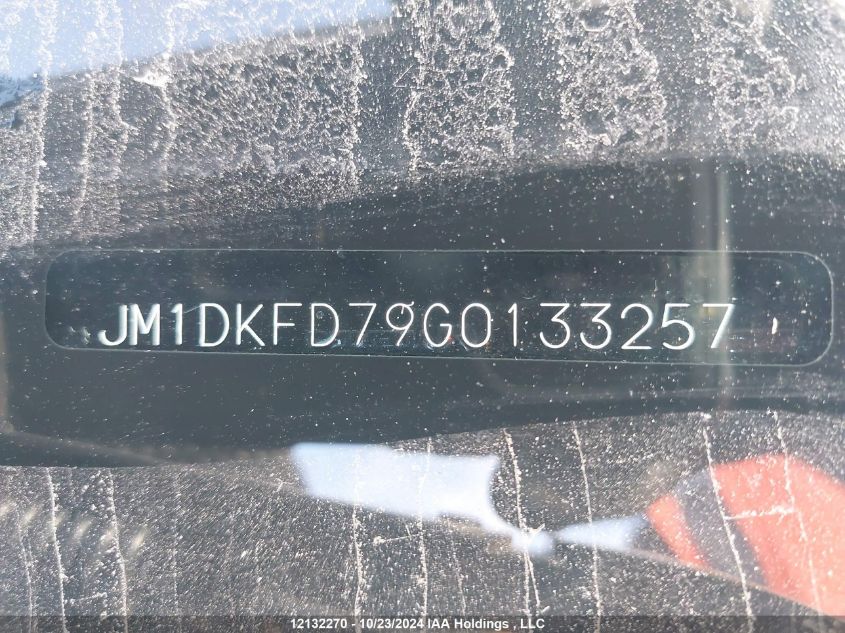 JM1DKFD79G0133257
12132270 - 10/23/2024 IAA Holdings , LLC